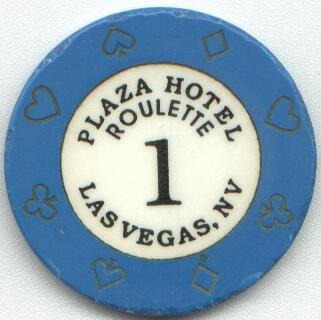 PLAZA HOTEL
ROULETTE
1
LAS VEGAS, NV